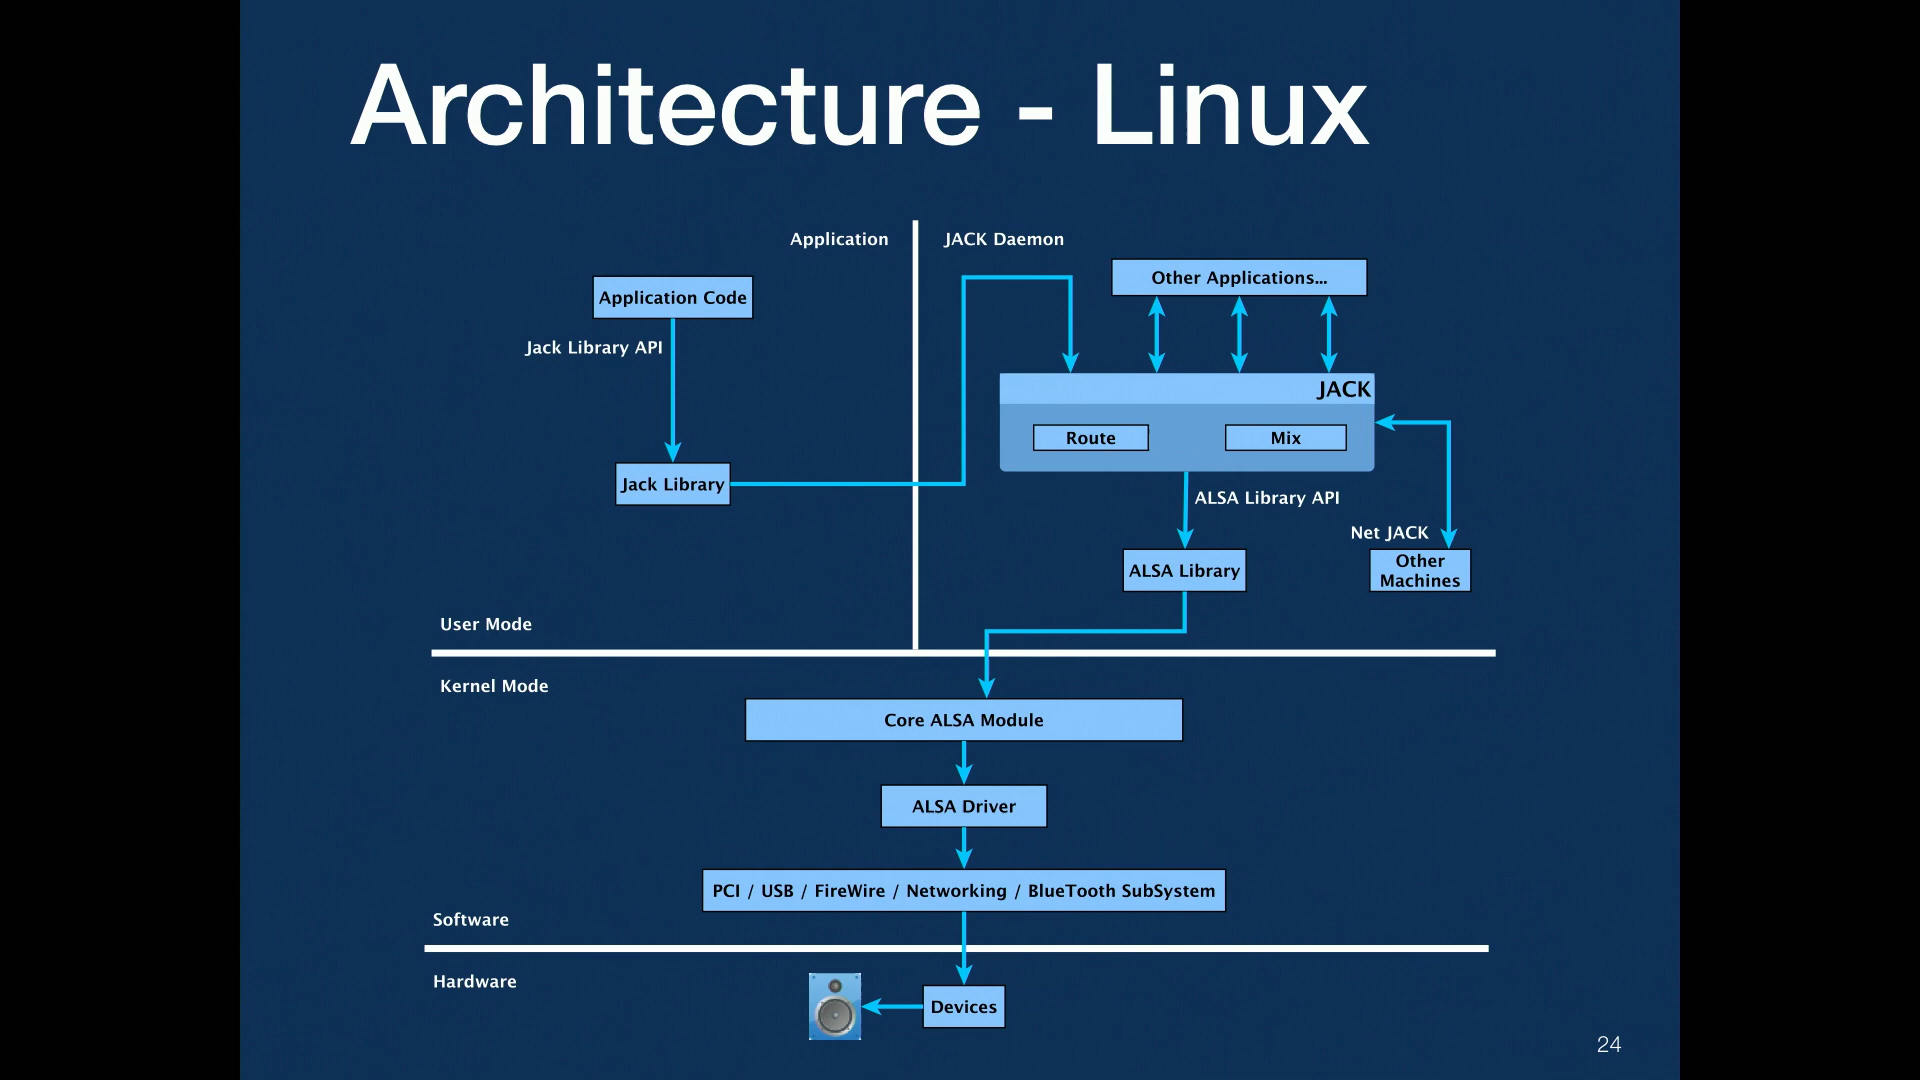 Architecture - Linux
Application
JACK Daemon
Application Code
Other Applications...
Jack Library API
JACK
Route
Mix
Jack Library
ALSA Library API
Net JACK
ALSA Library
Other
Machines
User Mode
Kernel Mode
Core ALSA Module
ALSA Driver
PCI / USB / FireWire / Networking / BlueTooth SubSystem
Software
Hardware
Devices
24